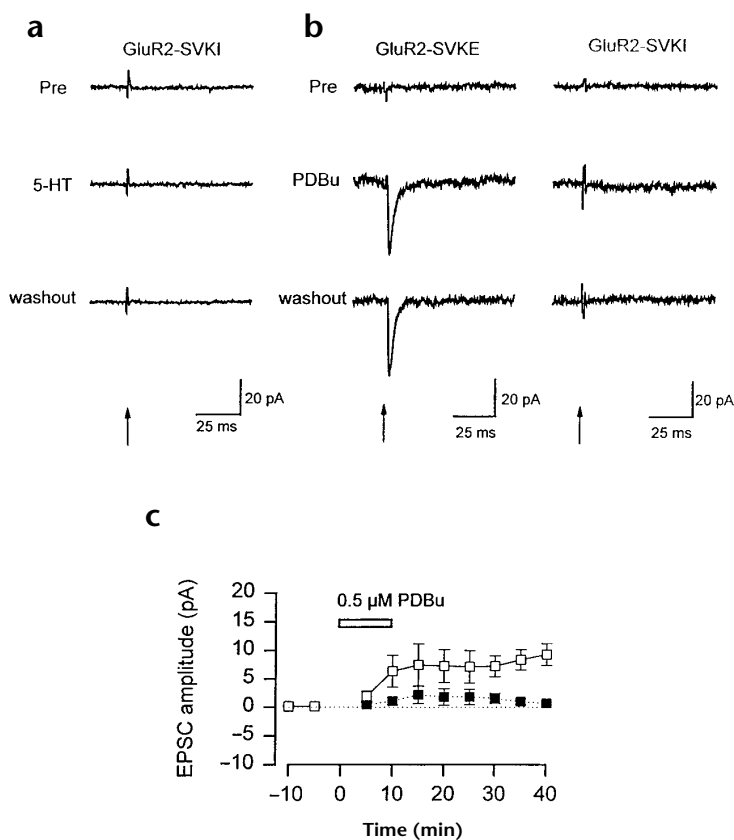 a
GluR2-SVKI
Pre
5-HT
washout
20 pA
25 ms
b
GluR2-SVKE GluR2-SVKI
Pre
PDBu
washout
20 pA
25 ms
20 pA
25 ms
c
0.5 μM PDBu
EPSC amplitude (pA)
20
15
10
5
0
−5
−10
−10 0 10 20 30 40
Time (min)